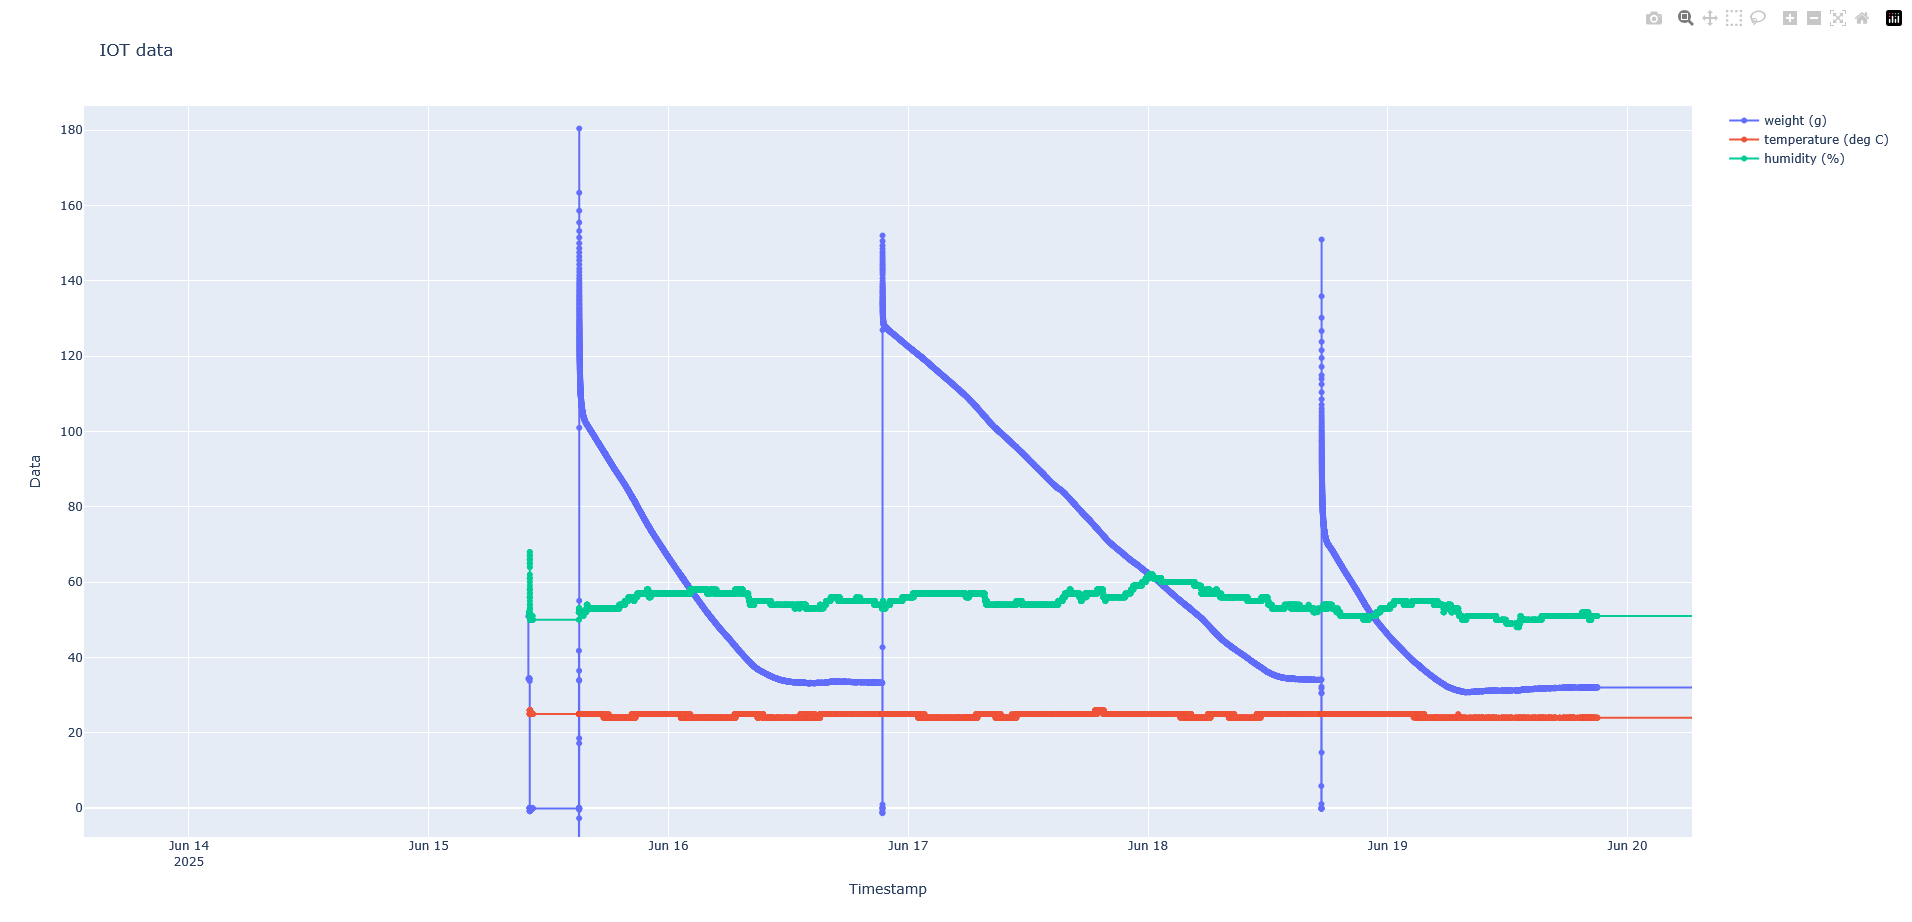 IOT data
weight (g)
temperature (deg C)
humidity (%)
180
160
140
120
100
80
60
40
20
0
Data
Jun 14
2025
Jun 15
Jun 16
Jun 17
Jun 18
Jun 19
Jun 20
Timestamp